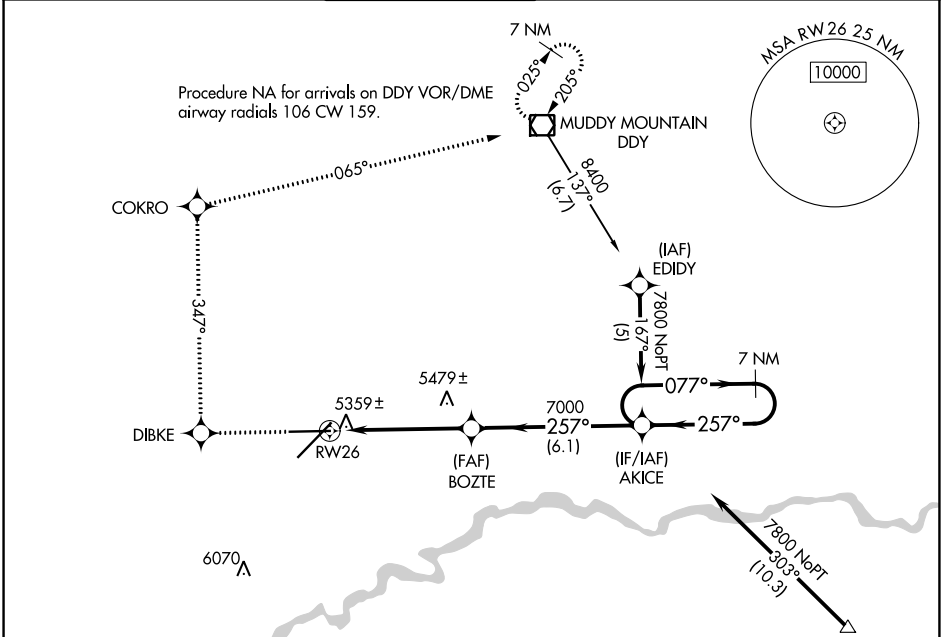 7 NM
025°
205°
MSA RW26 25 NM
10000
Procedure NA for arrivals on DDY VOR/DME
airway radials 106 CW 159.
MUDDY MOUNTAIN
DDY
065°
8400
137°
(6.7)
COKRO
(IAF)
EDIDY
7800 NoPT
167°
(5)
347°
7 NM
077°
5479±
5359±
7000
257°
(6.1)
257°
DIBKE
RW26
(FAF)
BOZTE
(IF/IAF)
AKICE
7800 NoPT
303°
(10.3)
6070